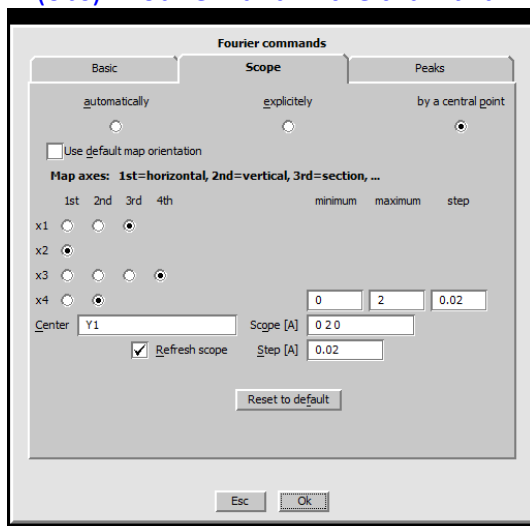 Fourier commands
Basic Scope Peaks
automatically explicitely by a central point
Use default map orientation
Map axes: 1st=horizontal, 2nd=vertical, 3rd=section, ...
1st 2nd 3rd 4th minimum maximum step
x1
x2
x3
x4 0 2 0.02
Center Y1 Scope [A] 0 2 0
Refresh scope Step [A] 0.02
Reset to default
Esc Ok